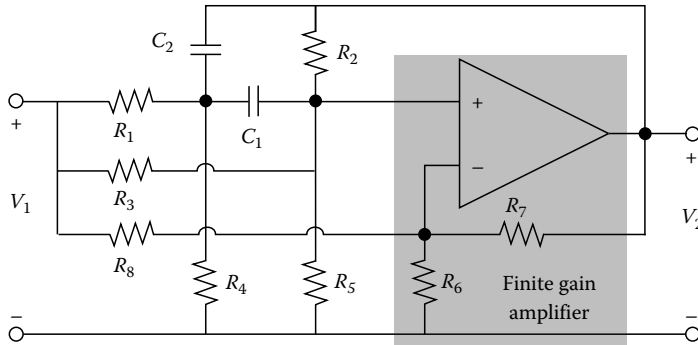 C2
R2
+
+
R1
C1
+
−
+
V1
R3
R7
V2
R8
R4
R5
R6
Finite gain
amplifier
−
−